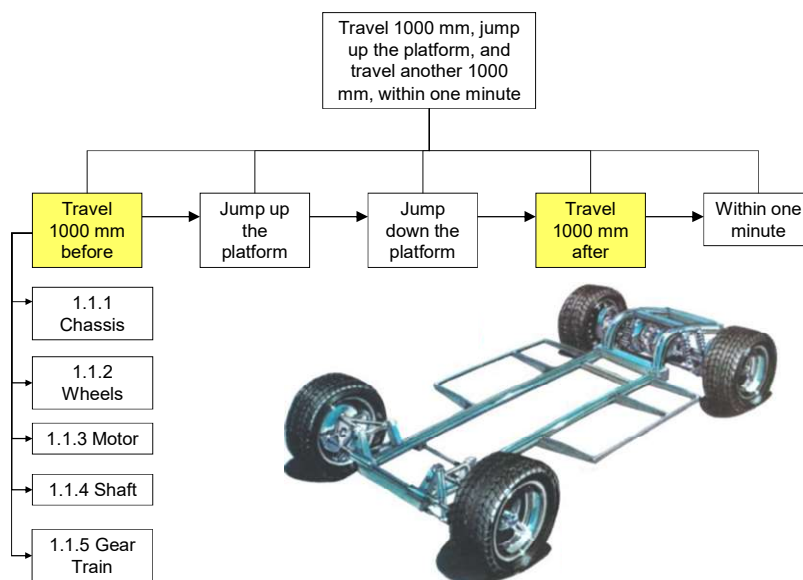 Travel 1000 mm, jump
up the platform, and
travel another 1000
mm, within one minute
Travel
1000 mm
before
Jump up
the
platform
Jump
down the
platform
Travel
1000 mm
after
Within one
minute
1.1.1
Chassis
1.1.2
Wheels
1.1.3 Motor
1.1.4 Shaft
1.1.5 Gear
Train